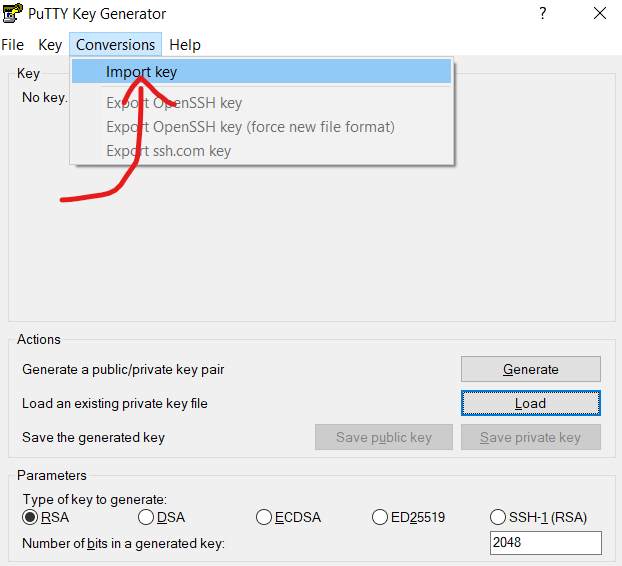 PuTTY Key Generator
?
File Key Conversions Help
Key
Import key
No key.
Export OpenSSH key
Export OpenSSH key (force new file format)
Export ssh.com key
Actions
Generate a public/private key pair
Generate
Load an existing private key file
Load
Save the generated key
Save public key
Save private key
Parameters
Type of key to generate:
RSA DSA ECDSA ED25519 SSH-1 (RSA)
Number of bits in a generated key:
2048